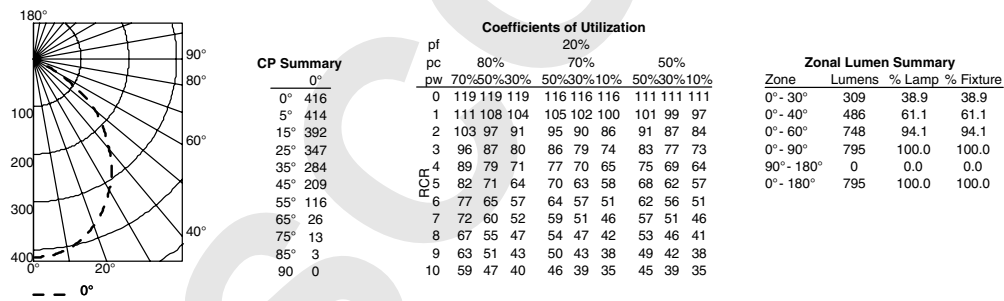 180°
90°
80°
60°
40°
100
200
300
400
0° 20°
0°
CP Summary
0°
0° 416
5° 414
15° 392
25° 347
35° 284
45° 209
55° 116
65° 26
75° 13
85° 3
90 0
Coefficients of Utilization
pf 20%
pc 80% 70% 50%
pw 70%50%30% 50%30%10% 50%30%10%
RCR
0 119 119 119 116 116 116 111 111 111
1 111 108 104 105 102 100 101 99 97
2 103 97 91 95 90 86 91 87 84
3 96 87 80 86 79 74 83 77 73
4 89 79 71 77 70 65 75 69 64
5 82 71 64 70 63 58 68 62 57
6 77 65 57 64 57 51 62 56 51
7 72 60 52 59 51 46 57 51 46
8 67 55 47 54 47 42 53 46 41
9 63 51 43 50 43 38 49 42 38
10 59 47 40 46 39 35 45 39 35
Zonal Lumen Summary
Zone Lumens % Lamp % Fixture
0° - 30° 309 38.9 38.9
0° - 40° 486 61.1 61.1
0° - 60° 748 94.1 94.1
0° - 90° 795 100.0 100.0
90° - 180° 0 0.0 0.0
0° - 180° 795 100.0 100.0